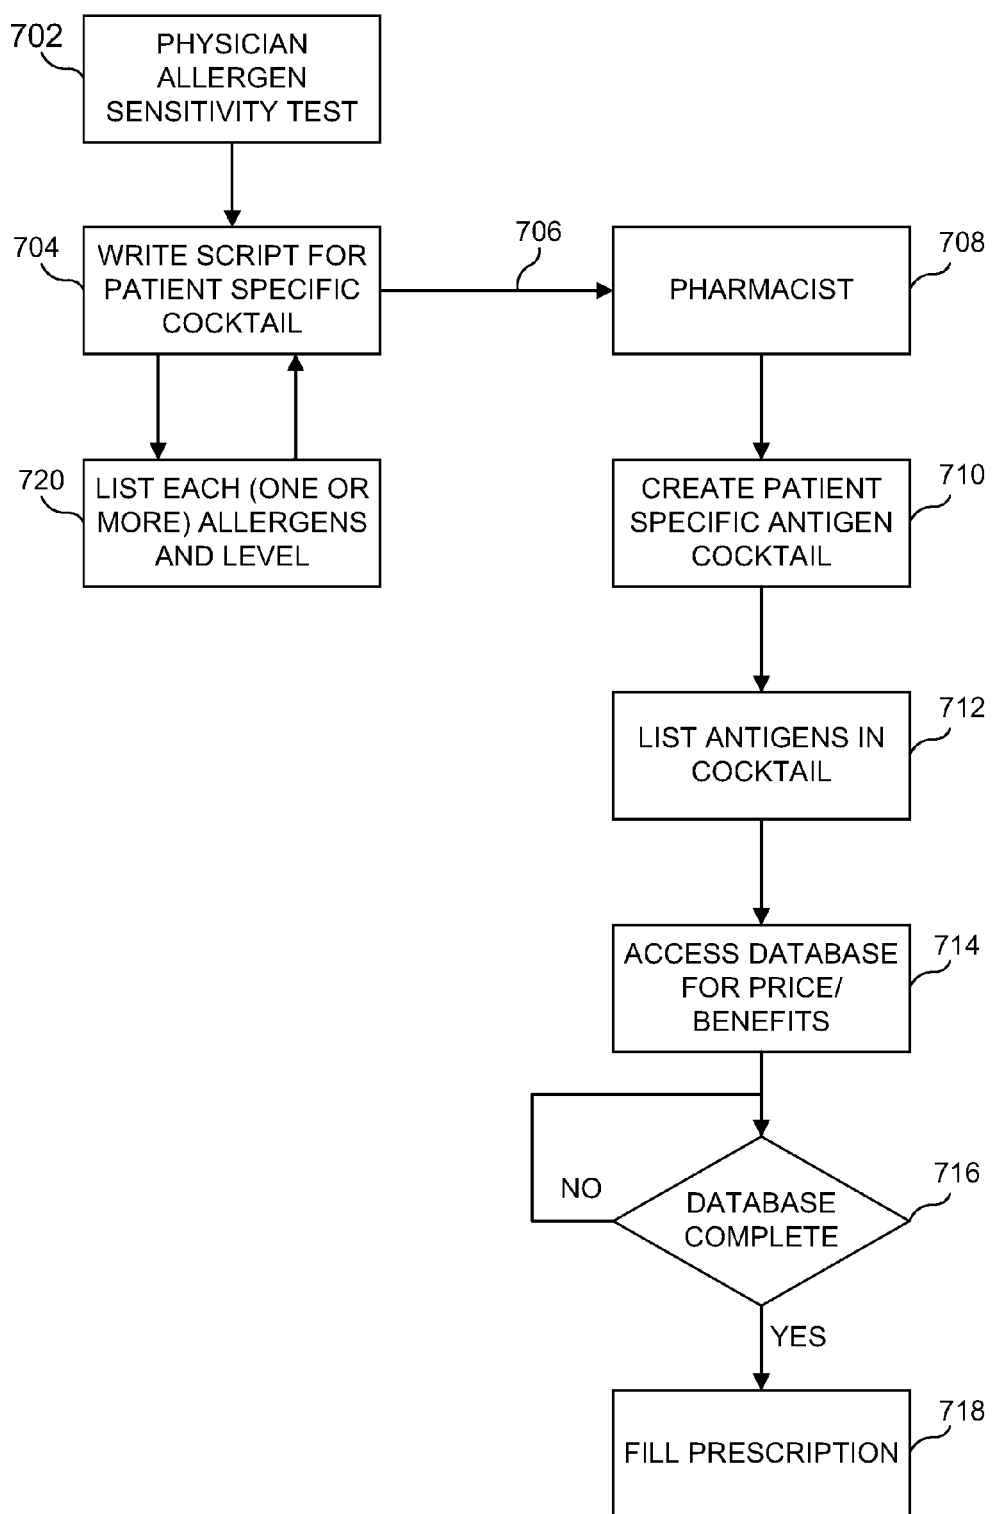 702
PHYSICIAN
ALLERGEN
SENSITIVITY TEST
704
WRITE SCRIPT FOR
PATIENT SPECIFIC
COCKTAIL
706
708
PHARMACIST
720
LIST EACH (ONE OR
MORE) ALLERGENS
AND LEVEL
710
CREATE PATIENT
SPECIFIC ANTIGEN
COCKTAIL
712
LIST ANTIGENS IN
COCKTAIL
714
ACCESS DATABASE
FOR PRICE/
BENEFITS
716
DATABASE
COMPLETE
NO
YES
718
FILL PRESCRIPTION